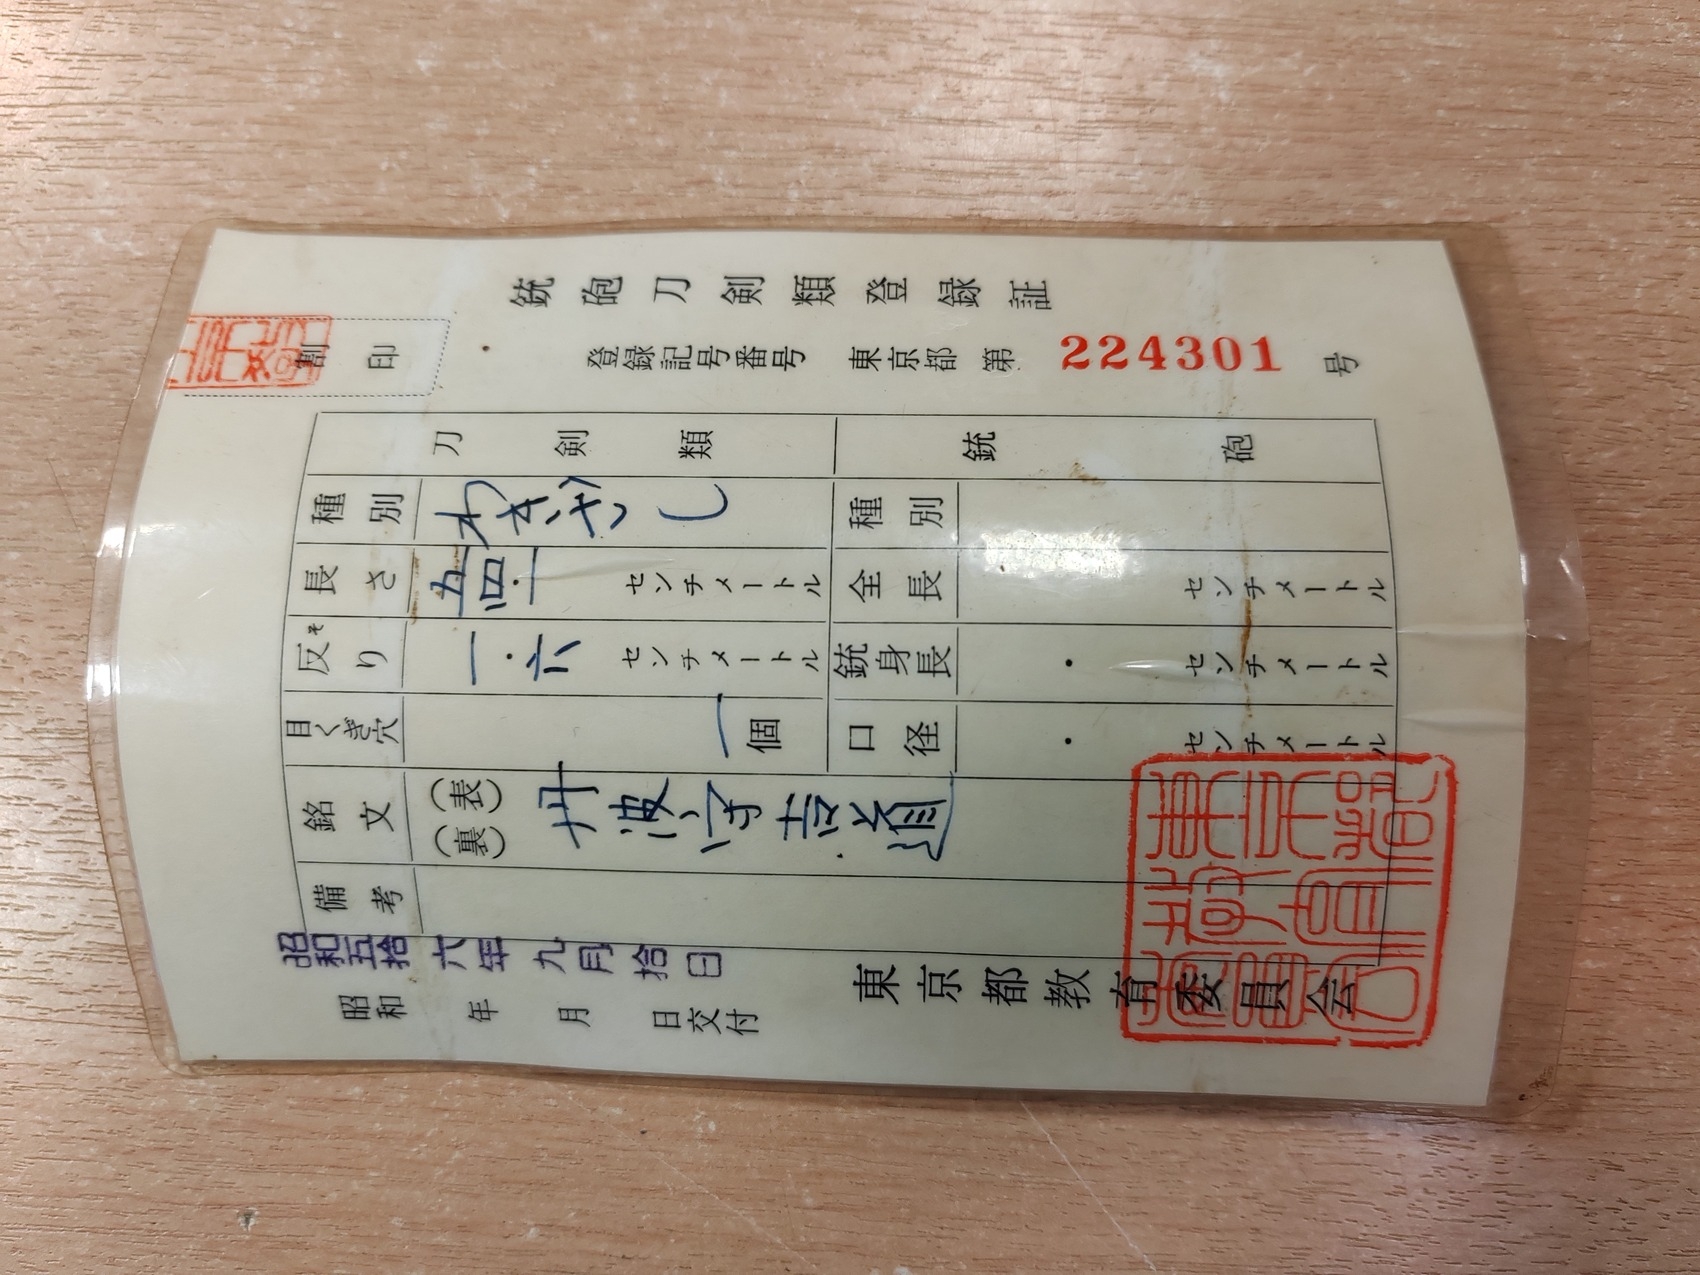 銃砲刀剣類登録証
登録記号番号 東京都 第 224301 号
割印
刀剣類 銃砲
種別 わきざし 種別
長さ 五四・一 センチメートル 全長 センチメートル
反り そ 一・六 センチメートル 銃身長 ・ センチメートル
目くぎ穴 一個 口径 ・ センチメートル
銘文 (表) 丹波守吉道
(裏)
備考
昭和五拾六年九月拾日
昭和 年 月 日交付
東京都教育委員会